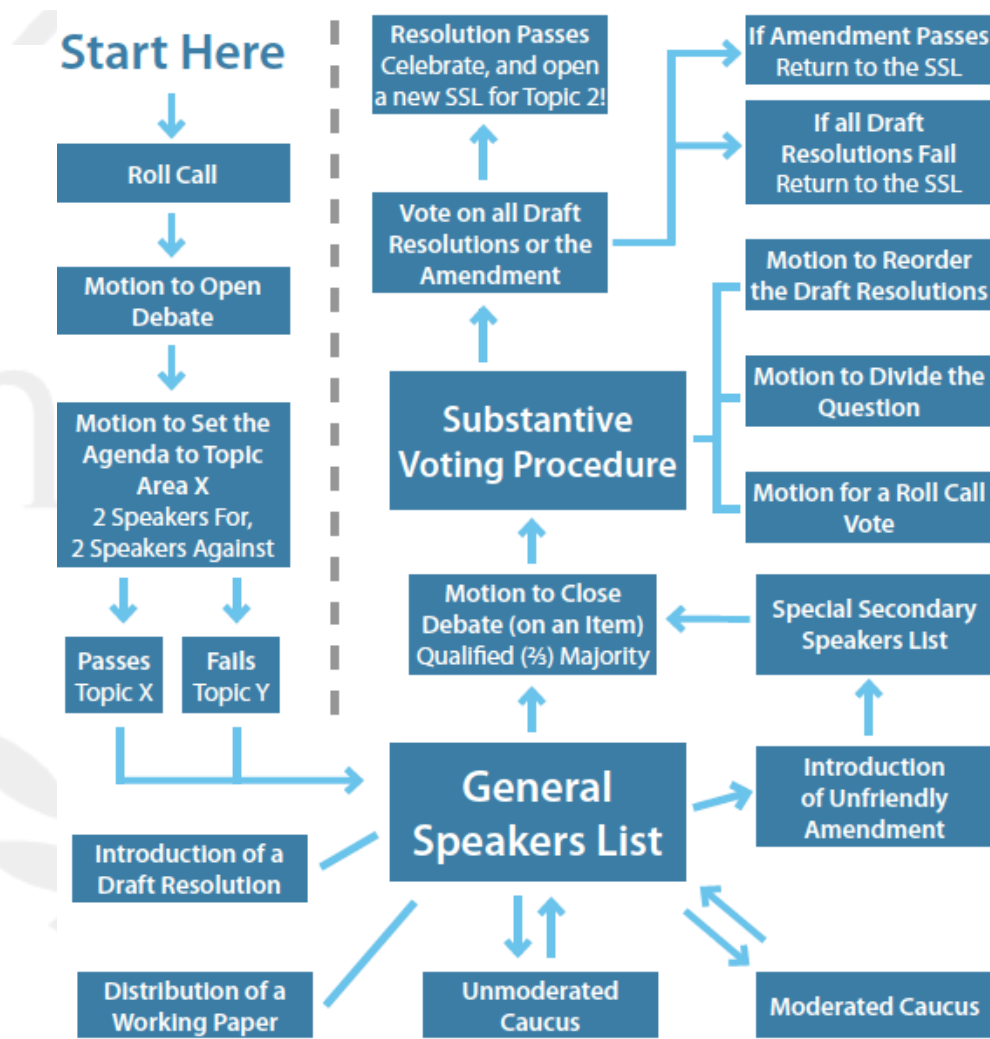 Start Here
Roll Call
Motion to Open
Debate
Motion to Set the
Agenda to Topic
Area X
2 Speakers For,
2 Speakers Against
Passes
Topic X
Fails
Topic Y
Resolution Passes
Celebrate, and open
a new SSL for Topic 2!
Vote on all Draft
Resolutions or the
Amendment
Substantive
Voting Procedure
Motion to Close
Debate (on an Item)
Qualified (⅔) Majority
General
Speakers List
If Amendment Passes
Return to the SSL
If all Draft
Resolutions Fail
Return to the SSL
Motion to Reorder
the Draft Resolutions
Motion to Divide the
Question
Motion for a Roll Call
Vote
Special Secondary
Speakers List
Introduction
of Unfriendly
Amendment
Introduction of a
Draft Resolution
Distribution of a
Working Paper
Unmoderated
Caucus
Moderated Caucus